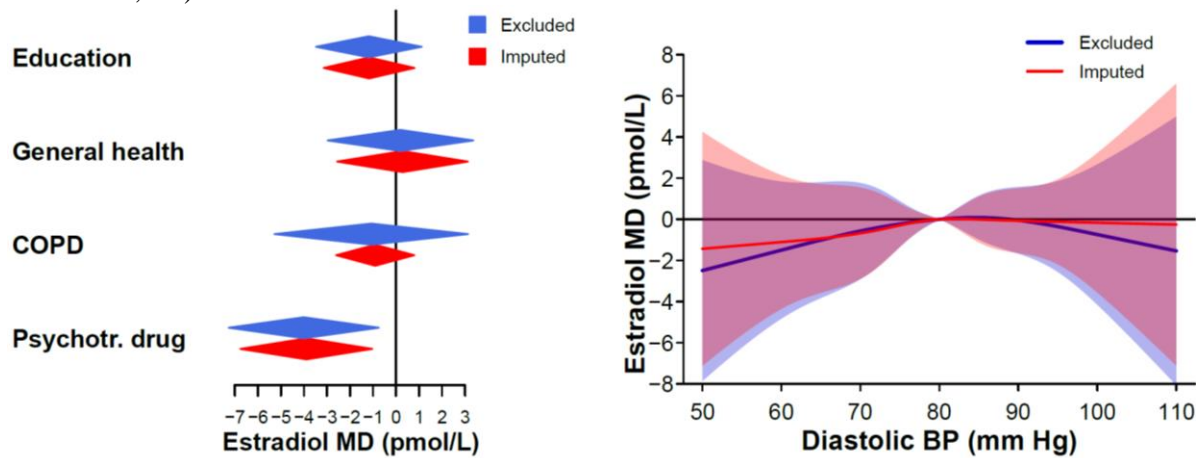 Education
General health
COPD
Psychotr. drug
Excluded
Imputed
−7 −6 −5 −4 −3 −2 −1 0 1 2 3
Estradiol MD (pmol/L)
Excluded
Imputed
8
6
4
2
0
−2
−4
−6
−8
Estradiol MD (pmol/L)
50 60 70 80 90 100 110
Diastolic BP (mm Hg)